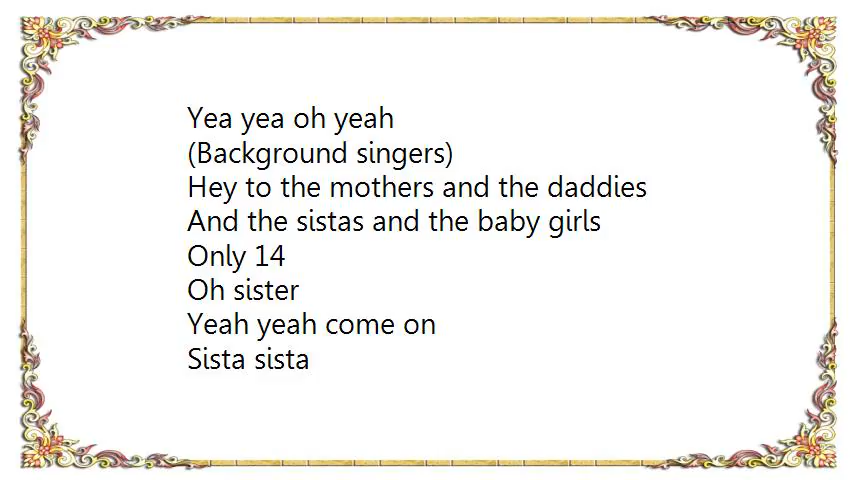 Yea yea oh yeah
(Background singers)
Hey to the mothers and the daddies
And the sistas and the baby girls
Only 14
Oh sister
Yeah yeah come on
Sista sista